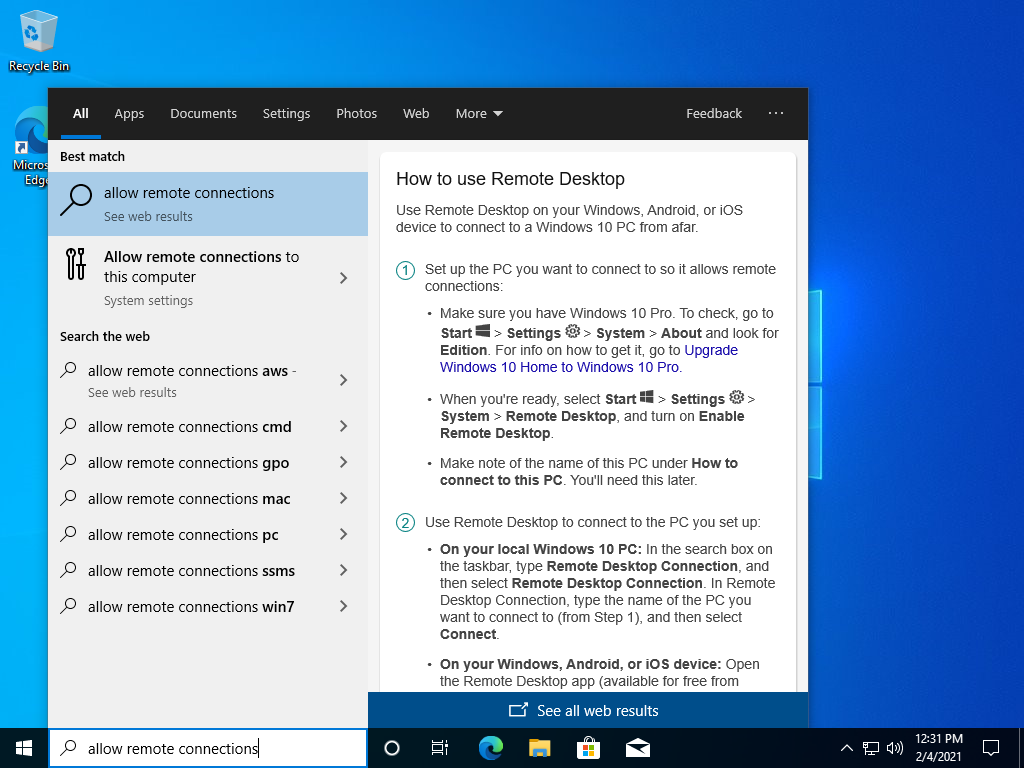 Recycle Bin
Micros
Edge
All Apps Documents Settings Photos Web More Feedback ...
Best match
allow remote connections
See web results
Allow remote connections to
this computer
System settings
Search the web
allow remote connections aws -
See web results
allow remote connections cmd
allow remote connections gpo
allow remote connections mac
allow remote connections pc
allow remote connections ssms
allow remote connections win7
How to use Remote Desktop
Use Remote Desktop on your Windows, Android, or iOS
device to connect to a Windows 10 PC from afar.
1 Set up the PC you want to connect to so it allows remote
connections:
• Make sure you have Windows 10 Pro. To check, go to
Start > Settings > System > About and look for
Edition. For info on how to get it, go to Upgrade
Windows 10 Home to Windows 10 Pro.
• When you're ready, select Start > Settings >
System > Remote Desktop, and turn on Enable
Remote Desktop.
• Make note of the name of this PC under How to
connect to this PC. You'll need this later.
2 Use Remote Desktop to connect to the PC you set up:
• On your local Windows 10 PC: In the search box on
the taskbar, type Remote Desktop Connection, and
then select Remote Desktop Connection. In Remote
Desktop Connection, type the name of the PC you
want to connect to (from Step 1), and then select
Connect.
• On your Windows, Android, or iOS device: Open
the Remote Desktop app (available for free from
See all web results
allow remote connections
12:31 PM
2/4/2021